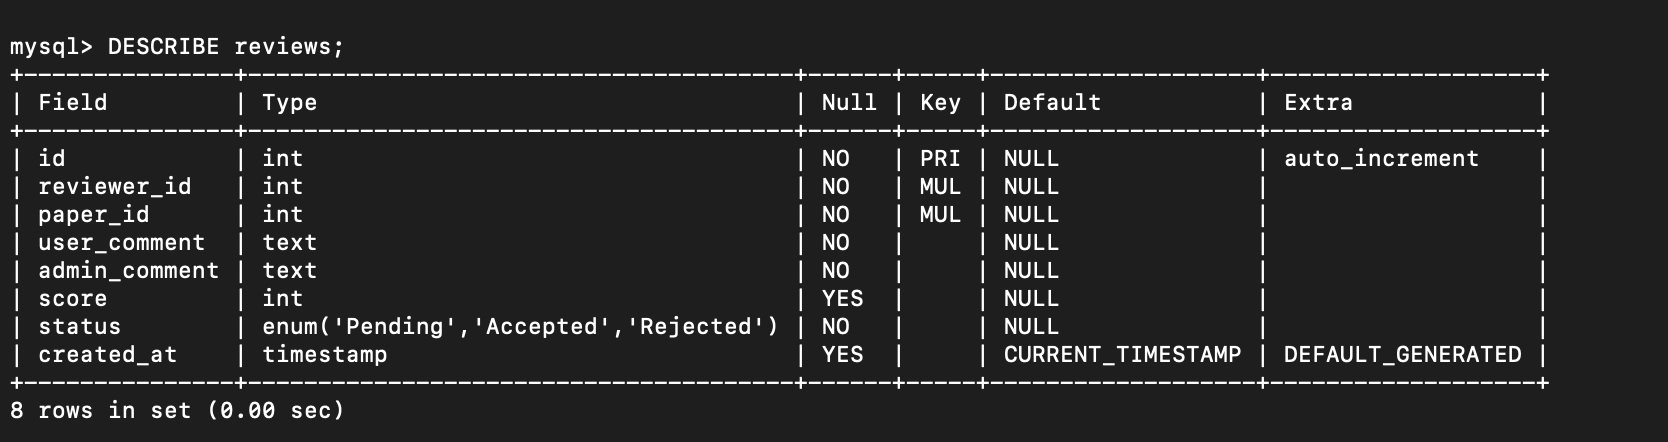 mysql> DESCRIBE reviews;
+---------------+---------------------------------------+------+-----+-------------------+-------------------+
| Field         | Type                                  | Null | Key | Default           | Extra             |
+---------------+---------------------------------------+------+-----+-------------------+-------------------+
| id            | int                                   | NO   | PRI | NULL              | auto_increment    |
| reviewer_id   | int                                   | NO   | MUL | NULL              |                   |
| paper_id      | int                                   | NO   | MUL | NULL              |                   |
| user_comment  | text                                  | NO   |     | NULL              |                   |
| admin_comment | text                                  | NO   |     | NULL              |                   |
| score         | int                                   | YES  |     | NULL              |                   |
| status        | enum('Pending','Accepted','Rejected') | NO   |     | NULL              |                   |
| created_at    | timestamp                             | YES  |     | CURRENT_TIMESTAMP | DEFAULT_GENERATED |
+---------------+---------------------------------------+------+-----+-------------------+-------------------+
8 rows in set (0.00 sec)